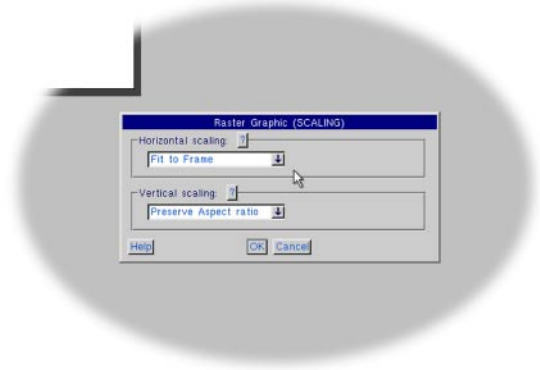 Raster Graphic (SCALING)
Horizontal scaling: ?
Fit to Frame
Vertical scaling: ?
Preserve Aspect ratio
Help OK Cancel